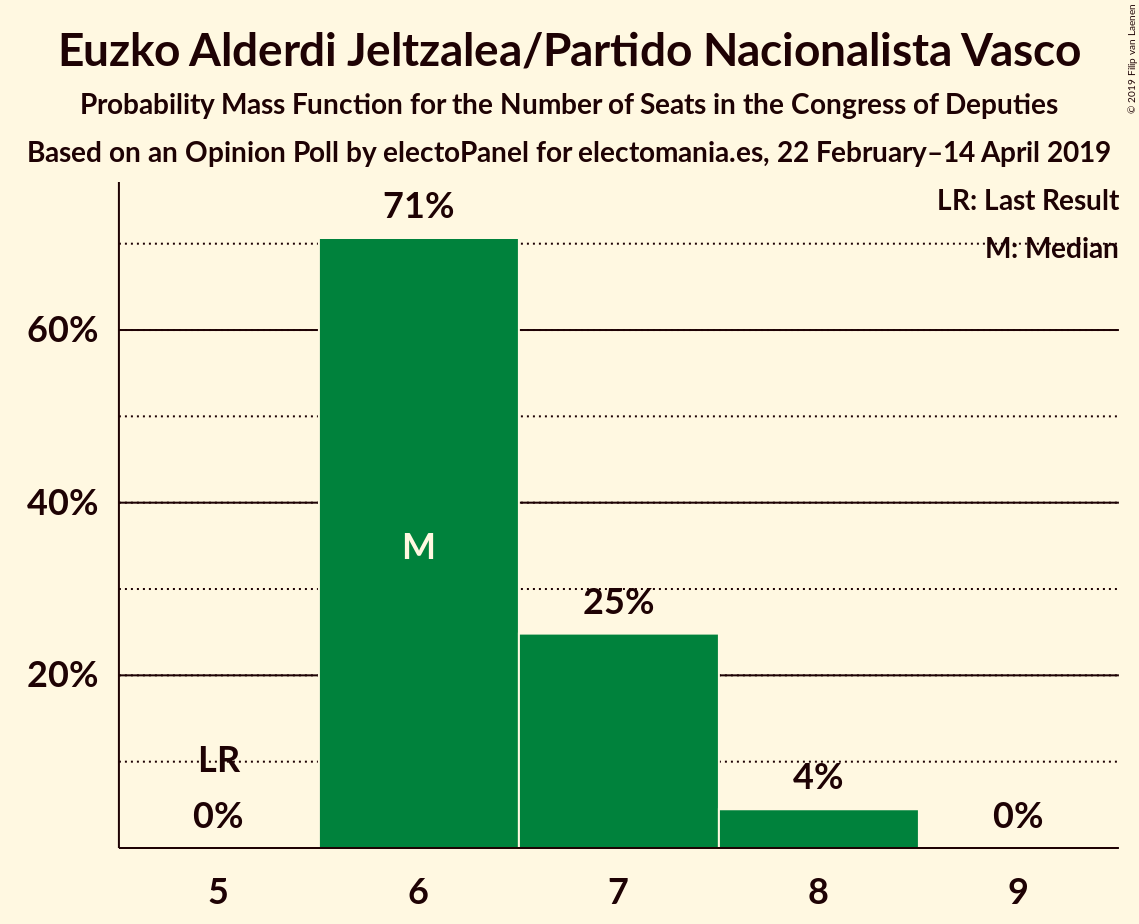 Euzko Alderdi Jeltzalea/Partido Nacionalista Vasco
Probability Mass Function for the Number of Seats in the Congress of Deputies
Based on an Opinion Poll by electoPanel for electomania.es, 22 February–14 April 2019
© 2019 Filip van Laenen
LR: Last Result
M: Median
71%
60%
40%
M
25%
20%
LR
4%
0%
0%
5
6
7
8
9